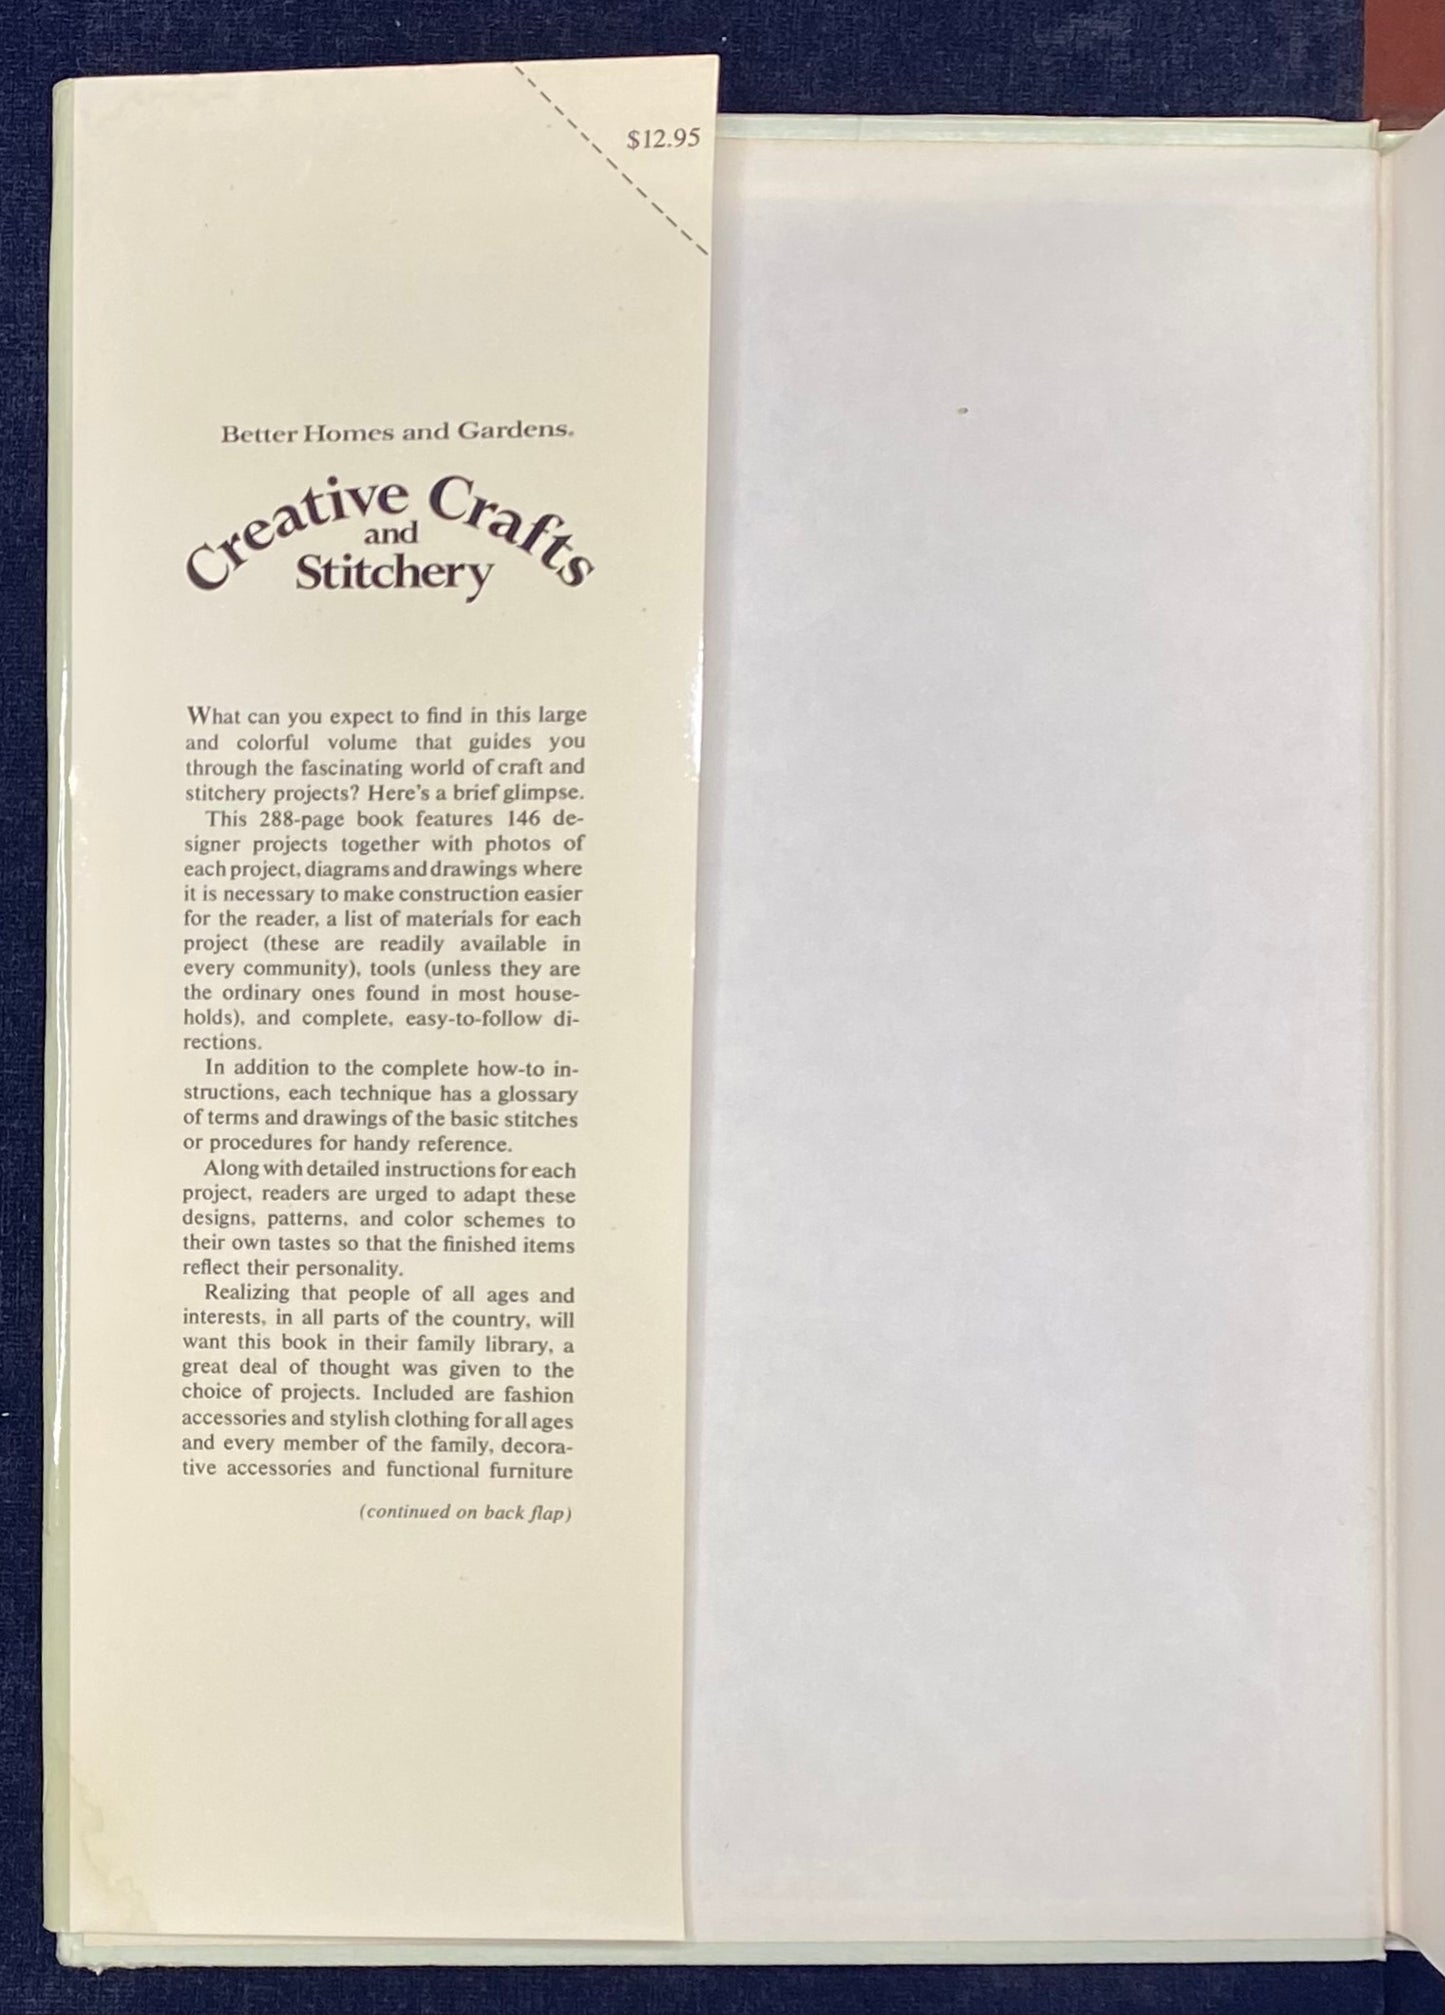 $12.95
Better Homes and Gardens®
Creative Crafts
and
Stitchery
What can you expect to find in this large
and colorful volume that guides you
through the fascinating world of craft and
stitchery projects? Here's a brief glimpse.
This 288-page book features 146 de-
signer projects together with photos of
each project, diagrams and drawings where
it is necessary to make construction easier
for the reader, a list of materials for each
project (these are readily available in
every community), tools (unless they are
the ordinary ones found in most house-
holds), and complete, easy-to-follow di-
rections.
In addition to the complete how-to in-
structions, each technique has a glossary
of terms and drawings of the basic stitches
or procedures for handy reference.
Along with detailed instructions for each
project, readers are urged to adapt these
designs, patterns, and color schemes to
their own tastes so that the finished items
reflect their personality.
Realizing that people of all ages and
interests, in all parts of the country, will
want this book in their family library, a
great deal of thought was given to the
choice of projects. Included are fashion
accessories and stylish clothing for all ages
and every member of the family, decora-
tive accessories and functional furniture
(continued on back flap)